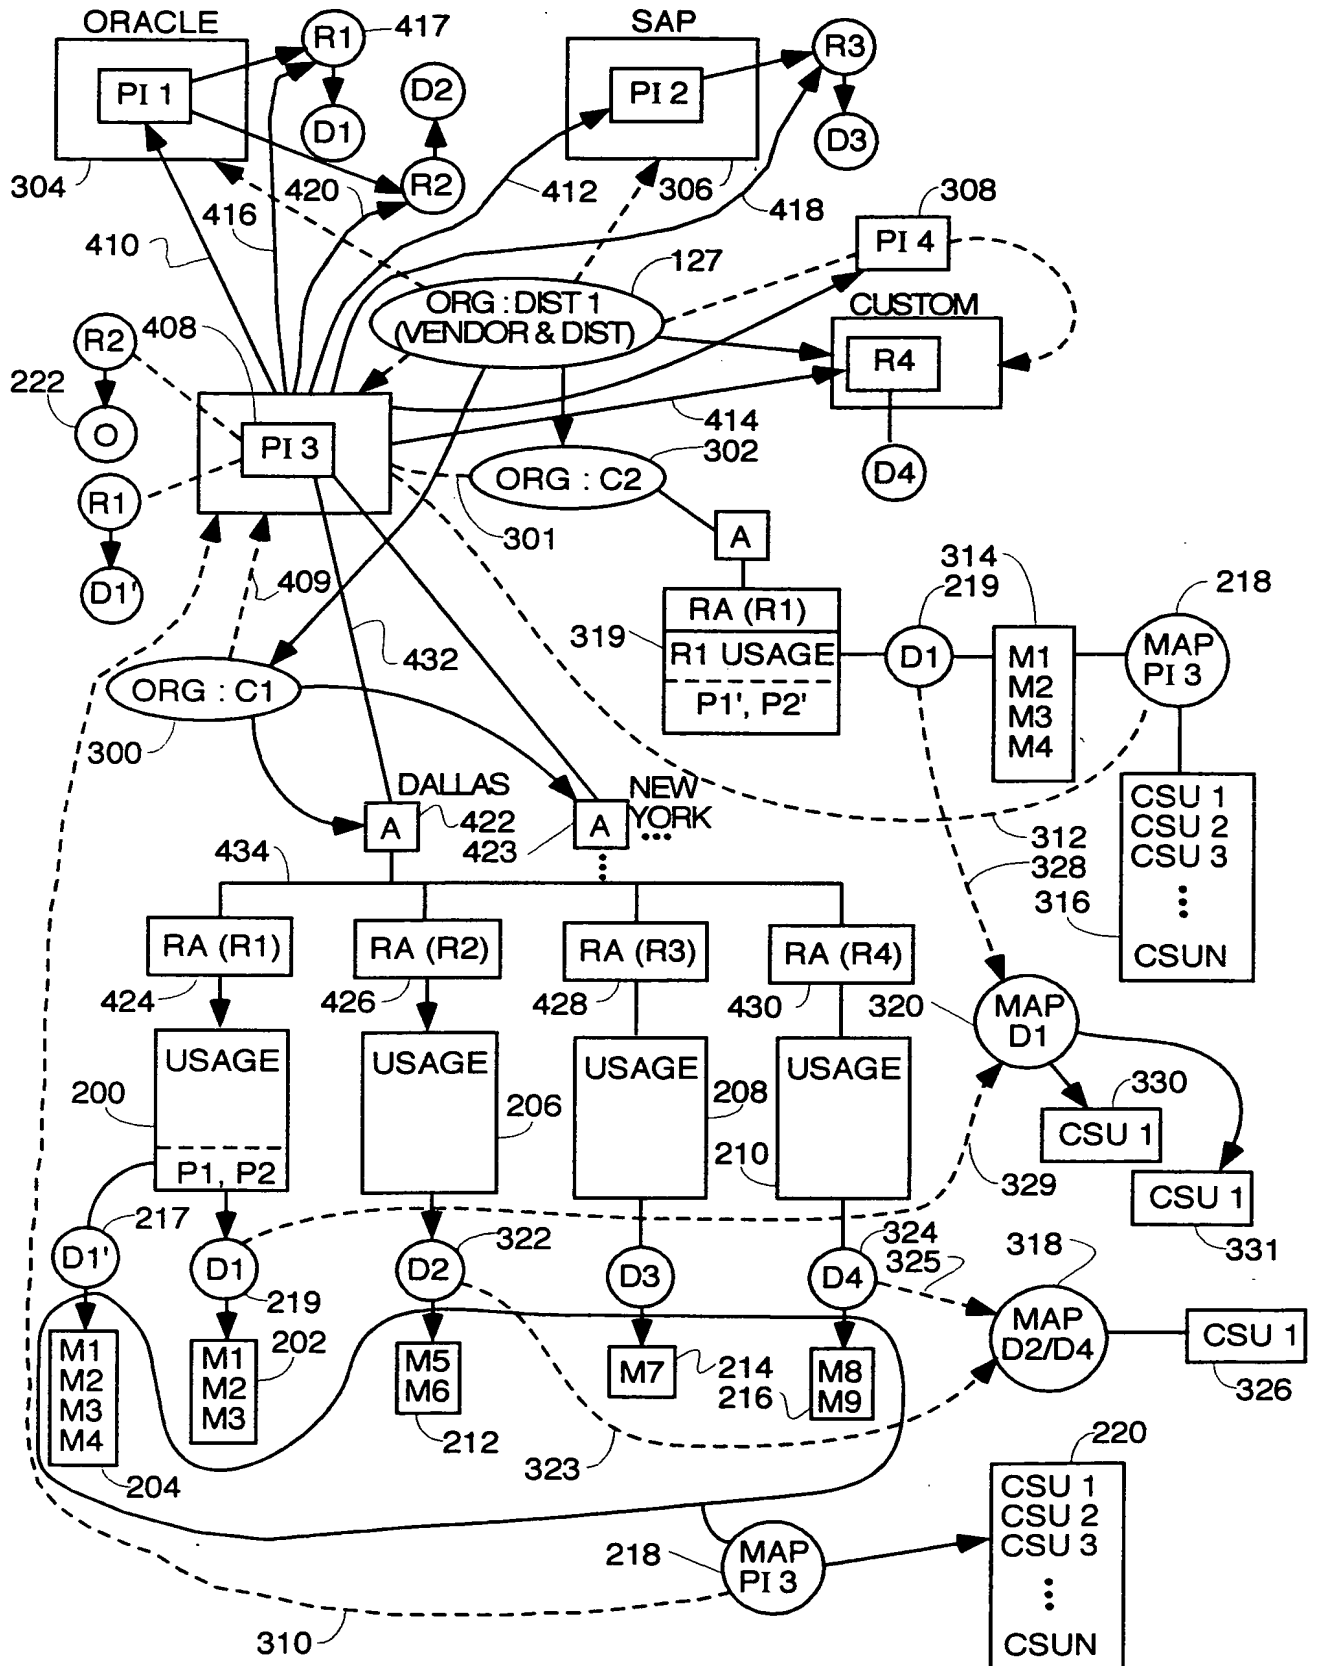 ORACLE
SAP
R1
417
R3
PI 1
D2
PI 2
D1
D3
304
420
R2
412
306
418
308
416
410
PI 4
127
ORG : DIST 1
(VENDOR & DIST)
CUSTOM
408
R2
R4
222
O
414
302
PI 3
ORG : C2
D4
R1
301
A
314
219
218
D1'
409
RA (R1)
319
R1 USAGE
P1', P2'
D1
M1
M2
M3
M4
MAP
PI 3
432
ORG : C1
300
DALLAS
NEW
YORK
...
A
422
A
423
312
328
CSU 1
CSU 2
CSU 3
316
CSUN
434
RA (R1)
RA (R2)
RA (R3)
RA (R4)
424
426
428
430
320
MAP
D1
USAGE
USAGE
USAGE
USAGE
200
206
208
210
330
CSU 1
P1, P2
329
CSU 1
331
217
322
324
325
318
D1'
D1
D2
D3
D4
219
MAP
D2/D4
CSU 1
326
M1
M2
M3
M4
M1
M2
M3
202
M5
M6
M7
214
M8
M9
216
204
212
323
220
CSU 1
CSU 2
CSU 3
CSUN
218
MAP
PI 3
310